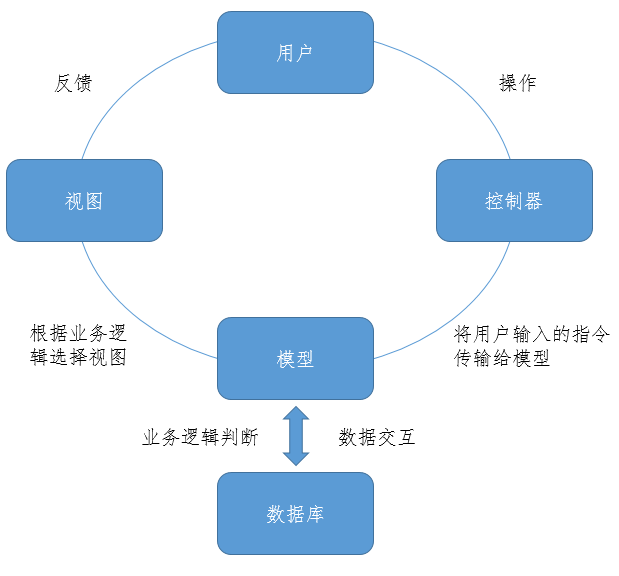 用户
反馈
操作
视图
控制器
根据业务逻
辑选择视图
将用户输入的指令
传输给模型
模型
业务逻辑判断
数据交互
数据库